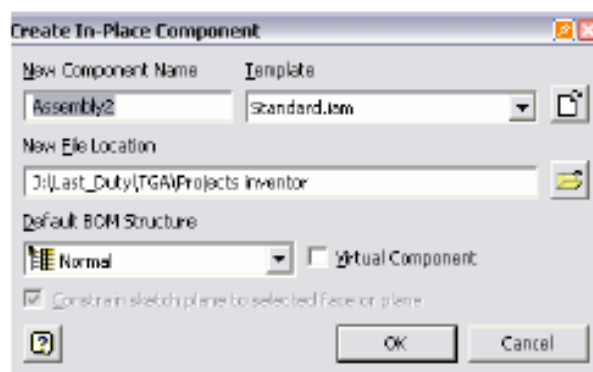 Create In-Place Component
New Component Name Template
Assembly2 Standard.iam
New File Location
J:\Last_Duty\TGA\Projects inventor
Default BOM Structure
Normal Virtual Component
Constrain sketch plane to selected face or plane
OK Cancel